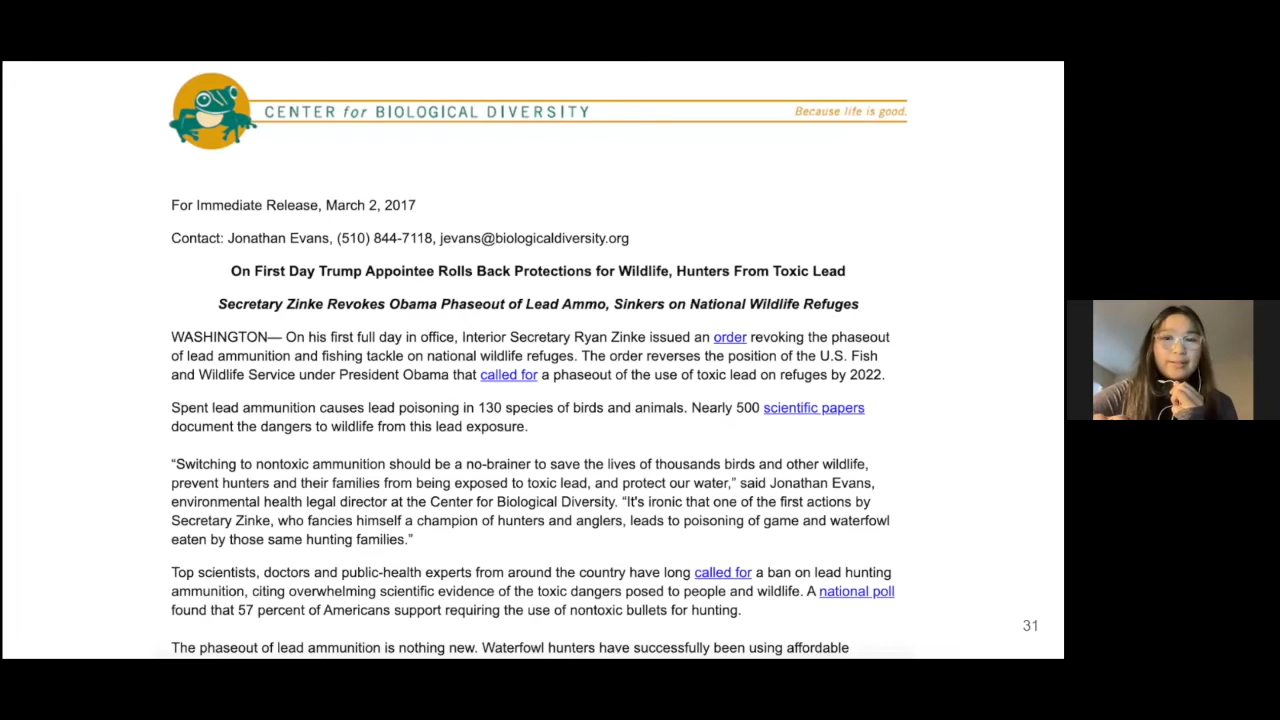 CENTER for BIOLOGICAL DIVERSITY
Because life is good.
For Immediate Release, March 2, 2017
Contact: Jonathan Evans, (510) 844-7118, jevans@biologicaldiversity.org
On First Day Trump Appointee Rolls Back Protections for Wildlife, Hunters From Toxic Lead
Secretary Zinke Revokes Obama Phaseout of Lead Ammo, Sinkers on National Wildlife Refuges
WASHINGTON— On his first full day in office, Interior Secretary Ryan Zinke issued an order revoking the phaseout
of lead ammunition and fishing tackle on national wildlife refuges. The order reverses the position of the U.S. Fish
and Wildlife Service under President Obama that called for a phaseout of the use of toxic lead on refuges by 2022.
Spent lead ammunition causes lead poisoning in 130 species of birds and animals. Nearly 500 scientific papers
document the dangers to wildlife from this lead exposure.
“Switching to nontoxic ammunition should be a no-brainer to save the lives of thousands birds and other wildlife,
prevent hunters and their families from being exposed to toxic lead, and protect our water,” said Jonathan Evans,
environmental health legal director at the Center for Biological Diversity. “It's ironic that one of the first actions by
Secretary Zinke, who fancies himself a champion of hunters and anglers, leads to poisoning of game and waterfowl
eaten by those same hunting families.”
Top scientists, doctors and public-health experts from around the country have long called for a ban on lead hunting
ammunition, citing overwhelming scientific evidence of the toxic dangers posed to people and wildlife. A national poll
found that 57 percent of Americans support requiring the use of nontoxic bullets for hunting.
31
The phaseout of lead ammunition is nothing new. Waterfowl hunters have successfully been using affordable